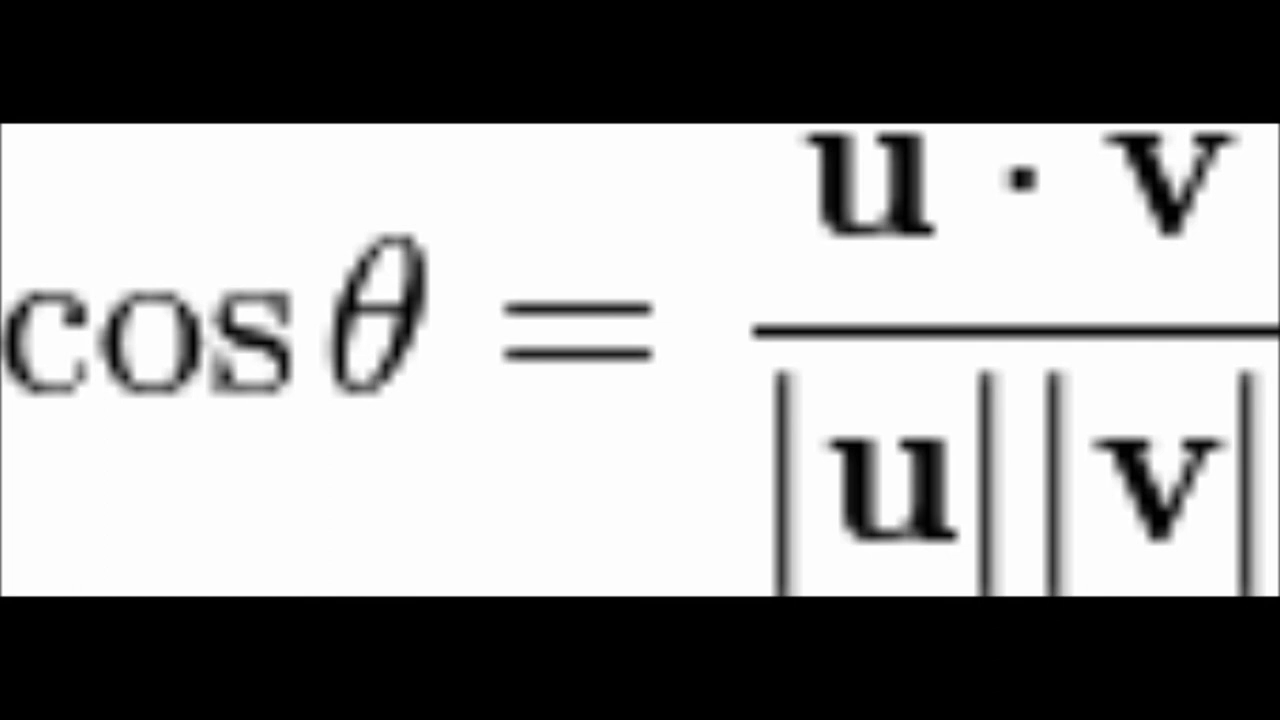 cos θ = u · v
|u| |v|